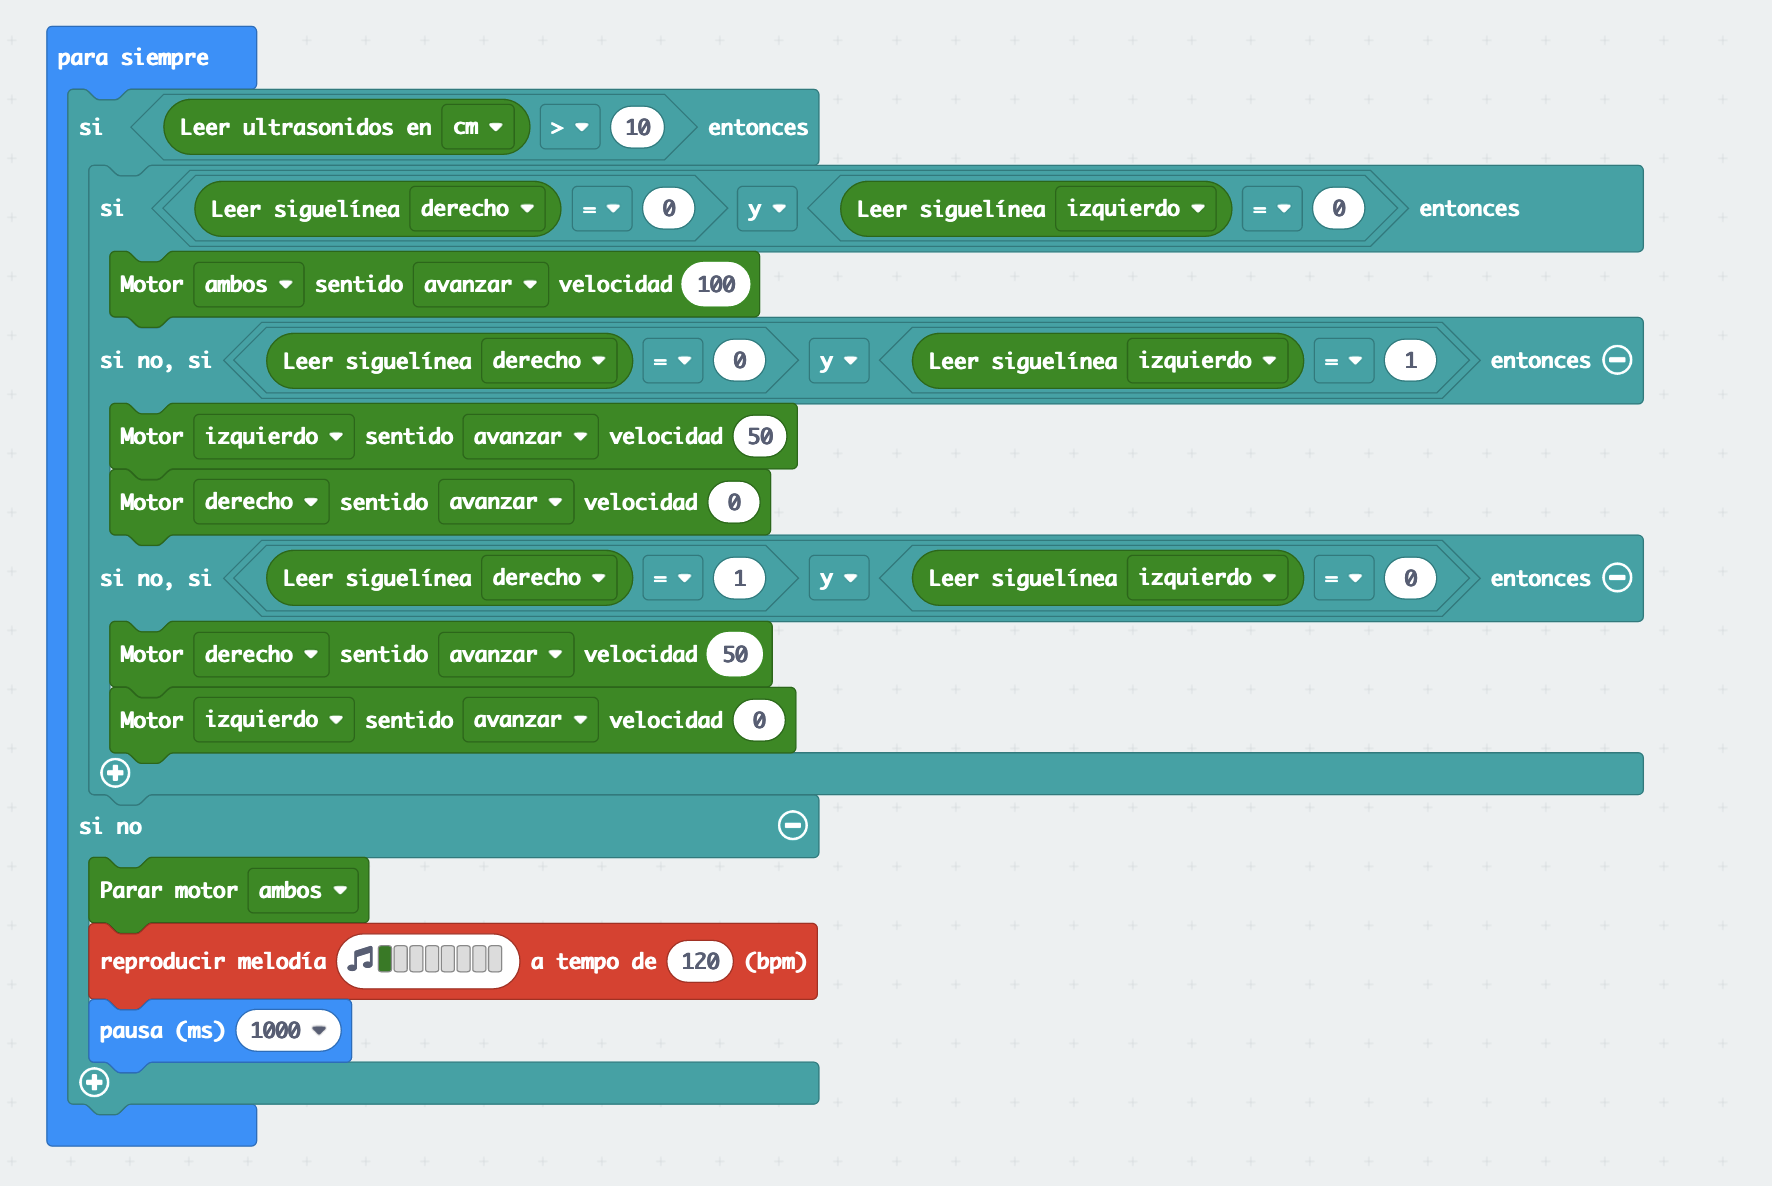 para siempre
si Leer ultrasonidos en cm > 10 entonces
si Leer siguelínea derecho = 0 y Leer siguelínea izquierdo = 0 entonces
Motor ambos sentido avanzar velocidad 100
si no, si Leer siguelínea derecho = 0 y Leer siguelínea izquierdo = 1 entonces
Motor izquierdo sentido avanzar velocidad 50
Motor derecho sentido avanzar velocidad 0
si no, si Leer siguelínea derecho = 1 y Leer siguelínea izquierdo = 0 entonces
Motor derecho sentido avanzar velocidad 50
Motor izquierdo sentido avanzar velocidad 0
si no
Parar motor ambos
reproducir melodía a tempo de 120 (bpm)
pausa (ms) 1000